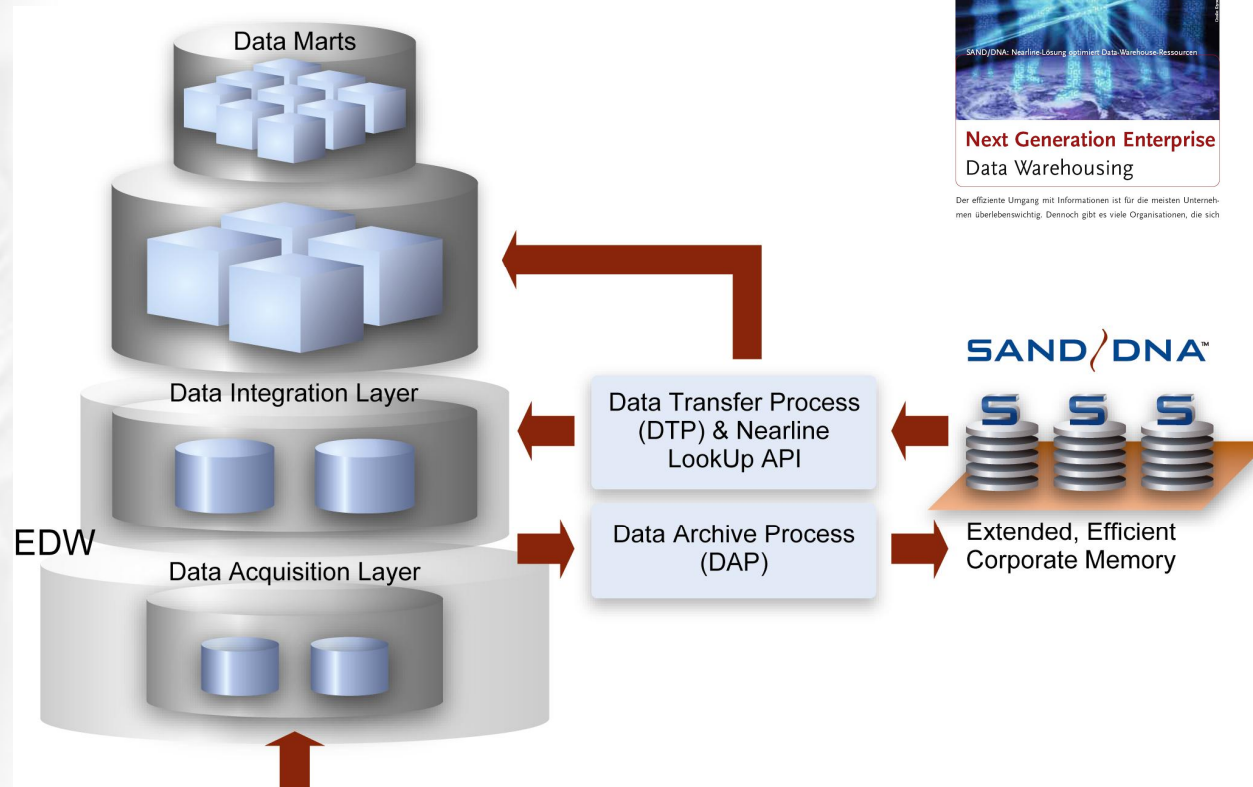 Data Marts
Data Integration Layer
EDW
Data Acquisition Layer
Data Transfer Process
(DTP) & Nearline
LookUp API
Data Archive Process
(DAP)
SAND/DNA: Nearline-Lösung optimiert Data-Warehouse-Ressourcen
Next Generation Enterprise
Data Warehousing
Der effiziente Umgang mit Informationen ist für die meisten Unterneh-
men überlebenswichtig. Dennoch gibt es viele Organisationen, die sich
SAND/DNA™
S S S
Extended, Efficient
Corporate Memory